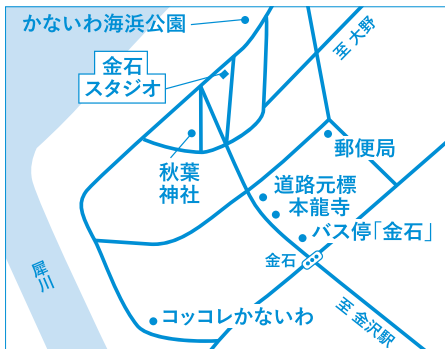 かないわ海浜公園
金石
スタジオ
至 大野
郵便局
秋葉
神社
道路元標
本龍寺
バス停「金石」
金石
犀川
コッコレかないわ
至 金沢駅